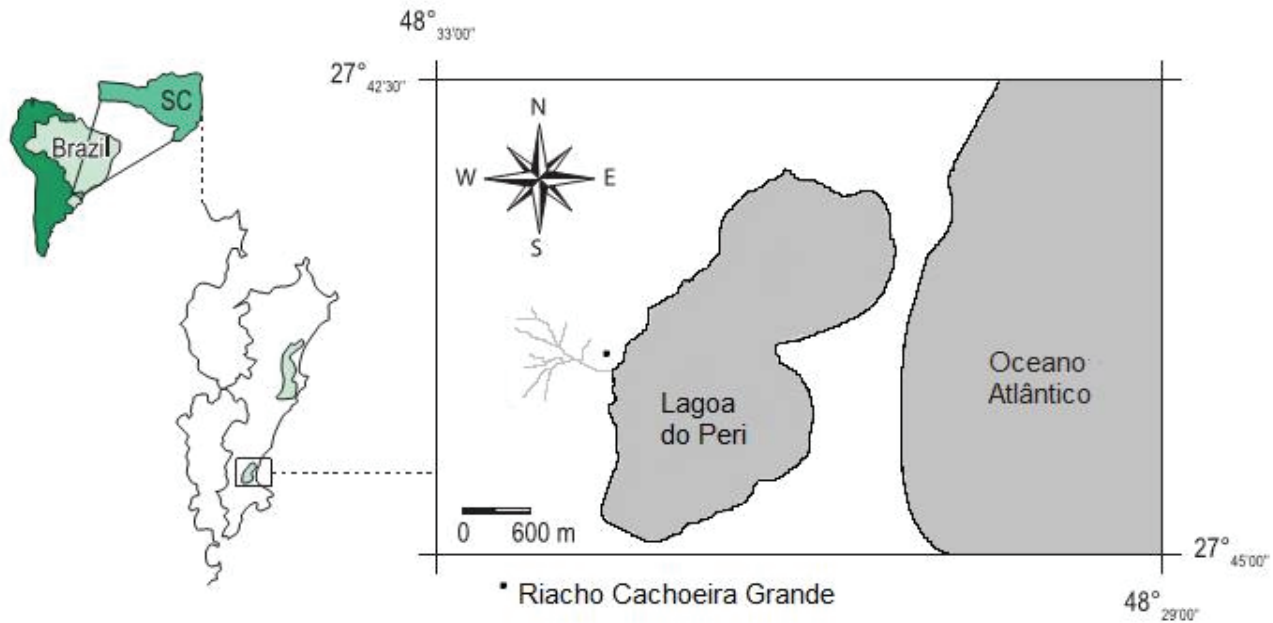 48° 33'00"
27° 42'30"
SC
Brazil
N
W E
S
Oceano
Atlântico
Lagoa
do Peri
0 600 m
27° 45'00"
• Riacho Cachoeira Grande
48° 29'00"